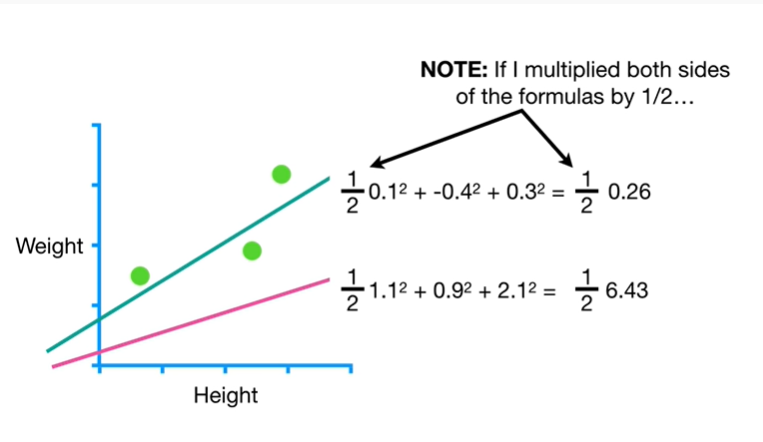 NOTE: If I multiplied both sides
of the formulas by 1/2…
1/2 0.1² + -0.4² + 0.3² = 1/2 0.26
Weight
1/2 1.1² + 0.9² + 2.1² = 1/2 6.43
Height